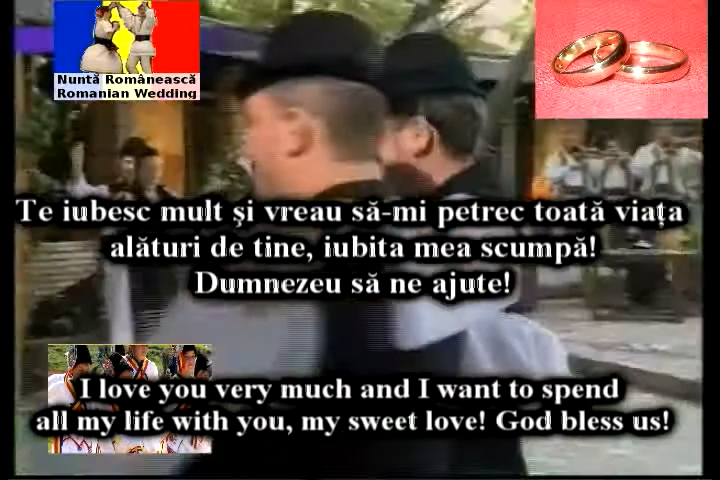 Nuntă Românească
Romanian Wedding
Te iubesc mult şi vreau să-mi petrec toată viaţa
alături de tine, iubita mea scumpă!
Dumnezeu să ne ajute!
I love you very much and I want to spend
all my life with you, my sweet love! God bless us!